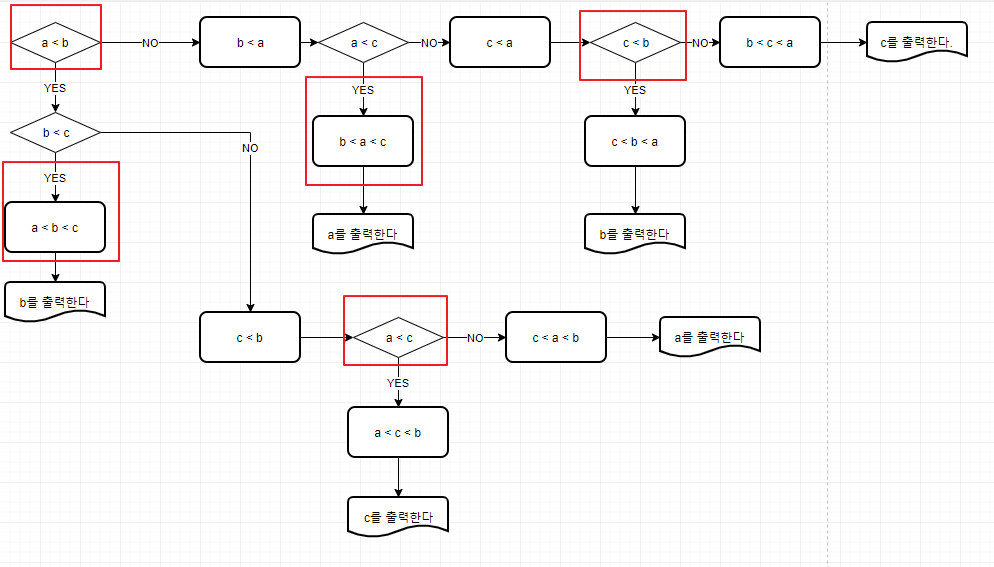 a < b
NO
b < a
a < c
NO
c < a
c < b
NO
b < c < a
c를 출력한다.
YES
YES
YES
b < c
NO
b < a < c
c < b < a
YES
a < b < c
a를 출력한다
b를 출력한다
b를 출력한다
c < b
a < c
NO
c < a < b
a를 출력한다
YES
a < c < b
c를 출력한다